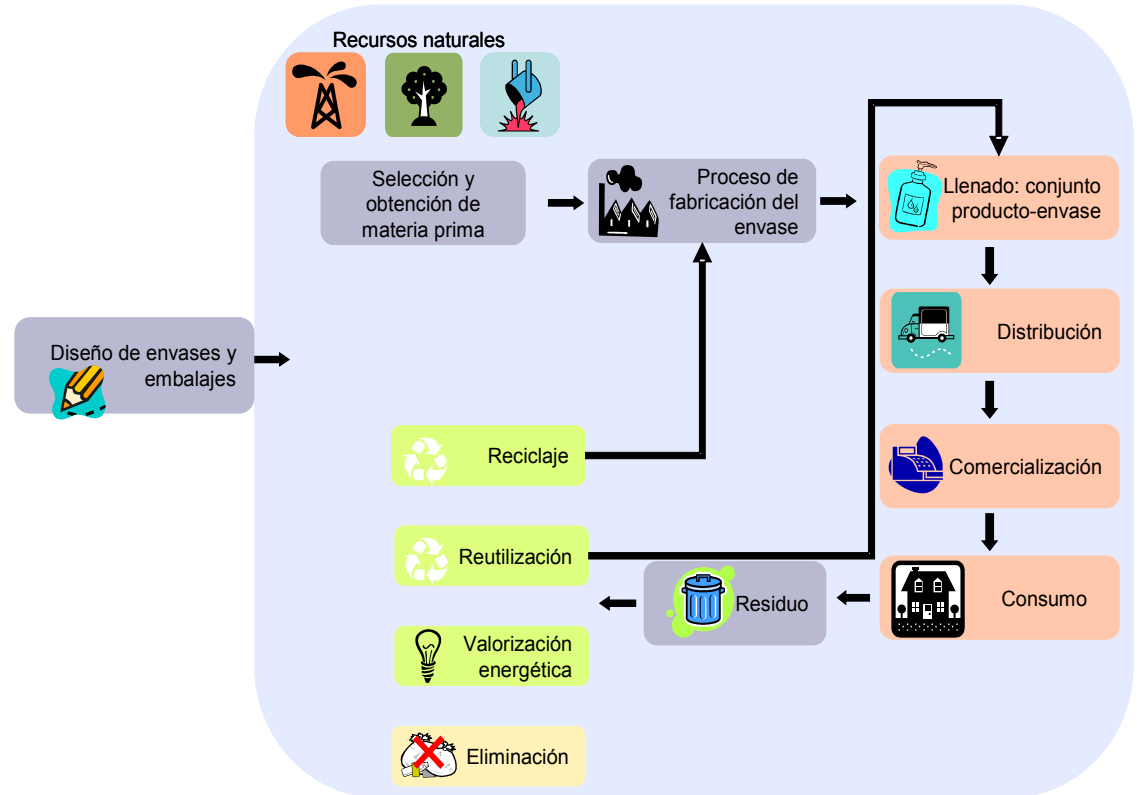 Recursos naturales
Selección y
obtención de
materia prima
Proceso de
fabricación del
envase
Llenado: conjunto
producto-envase
Distribución
Diseño de envases y
embalajes
Reciclaje
Comercialización
Reutilización
Residuo
Consumo
Valorización
energética
Eliminación